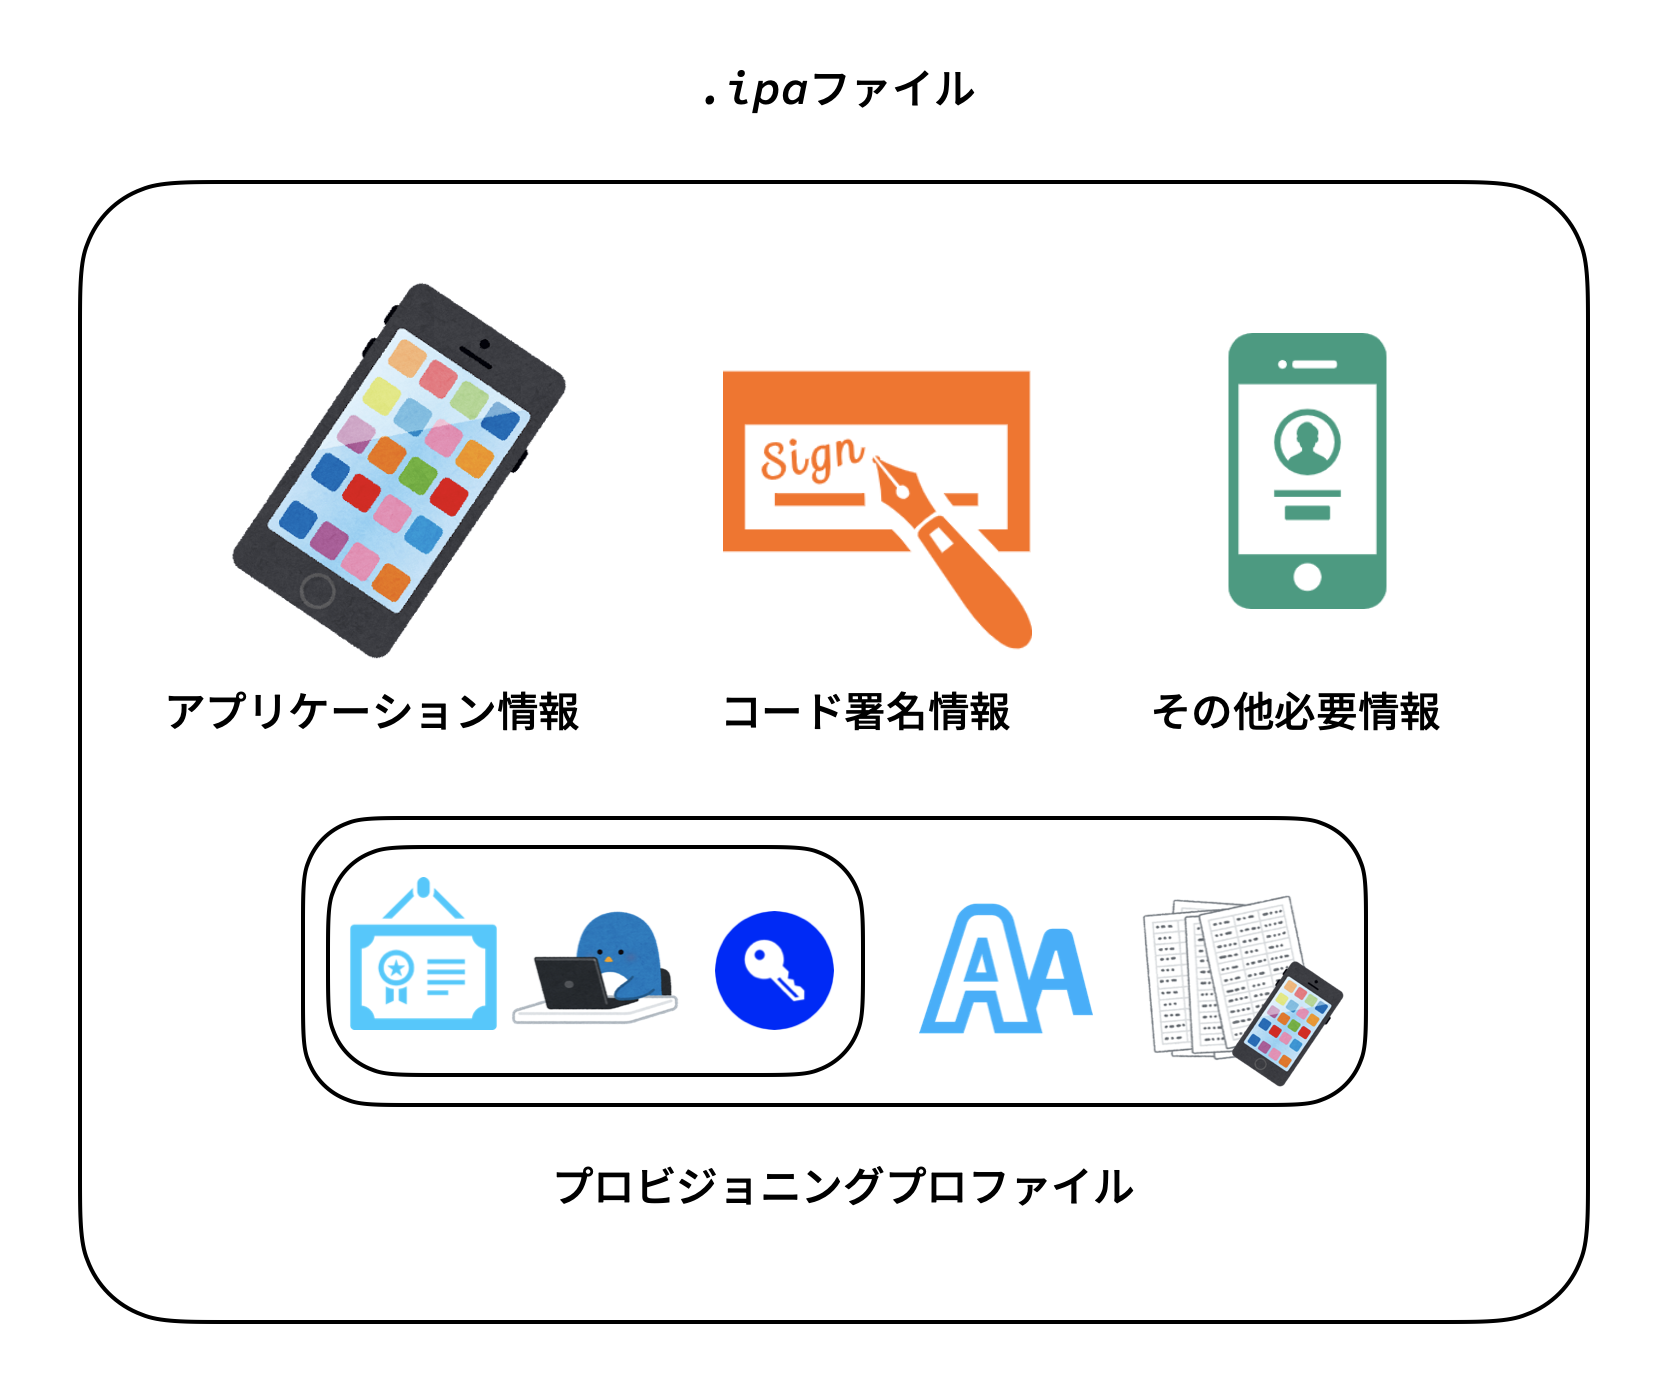 .ipaファイル
Sign
アプリケーション情報
コード署名情報
その他必要情報
AA
プロビジョニングプロファイル